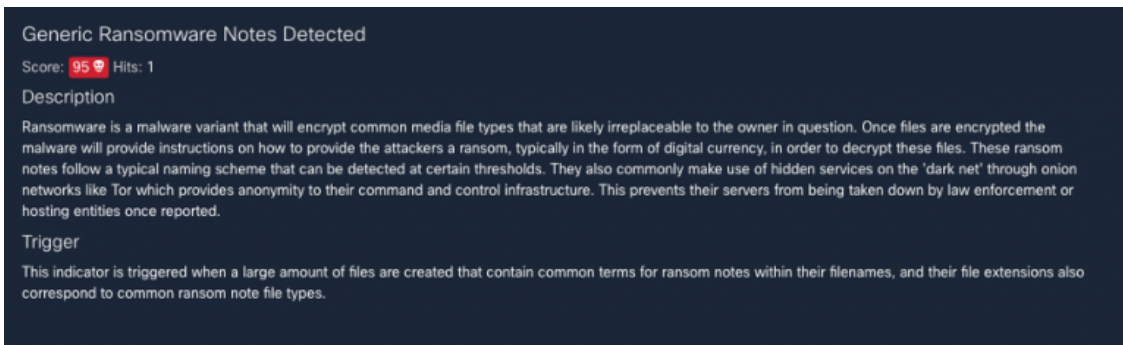 Generic Ransomware Notes Detected
Score: 95 Hits: 1
Description
Ransomware is a malware variant that will encrypt common media file types that are likely irreplaceable to the owner in question. Once files are encrypted the
malware will provide instructions on how to provide the attackers a ransom, typically in the form of digital currency, in order to decrypt these files. These ransom
notes follow a typical naming scheme that can be detected at certain thresholds. They also commonly make use of hidden services on the 'dark net' through onion
networks like Tor which provides anonymity to their command and control infrastructure. This prevents their servers from being taken down by law enforcement or
hosting entities once reported.
Trigger
This indicator is triggered when a large amount of files are created that contain common terms for ransom notes within their filenames, and their file extensions also
correspond to common ransom note file types.